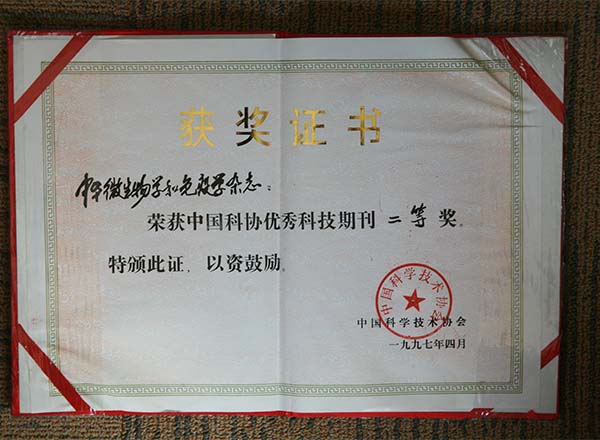 获奖证书
中华微生物学和免疫学杂志：
荣获中国科协优秀科技期刊 二等 奖。
特颁此证，以资鼓励。
中国科学技术协会
中国科学技术协会
一九九七年四月